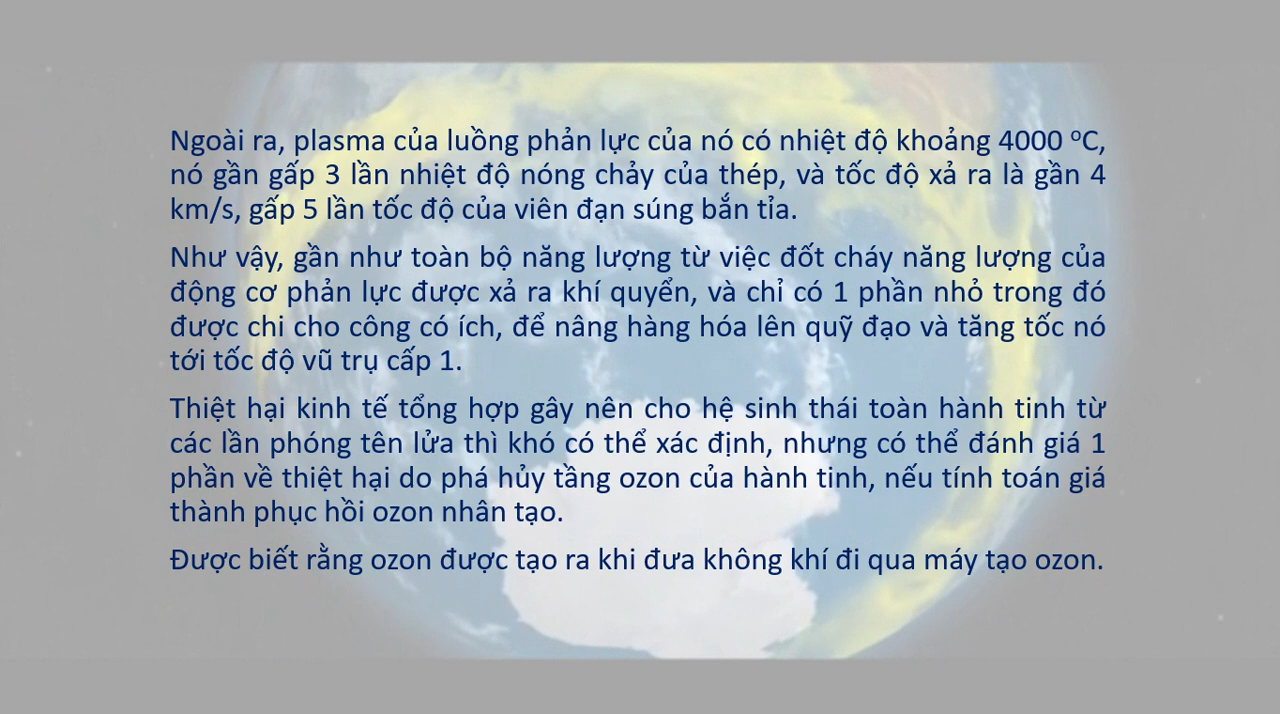 Ngoài ra, plasma của luồng phản lực của nó có nhiệt độ khoảng 4000 ᵒC,
nó gần gấp 3 lần nhiệt độ nóng chảy của thép, và tốc độ xả ra là gần 4
km/s, gấp 5 lần tốc độ của viên đạn súng bắn tỉa.
Như vậy, gần như toàn bộ năng lượng từ việc đốt cháy năng lượng của
động cơ phản lực được xả ra khí quyển, và chỉ có 1 phần nhỏ trong đó
được chi cho công có ích, để nâng hàng hóa lên quỹ đạo và tăng tốc nó
tới tốc độ vũ trụ cấp 1.
Thiệt hại kinh tế tổng hợp gây nên cho hệ sinh thái toàn hành tinh từ
các lần phóng tên lửa thì khó có thể xác định, nhưng có thể đánh giá 1
phần về thiệt hại do phá hủy tầng ozon của hành tinh, nếu tính toán giá
thành phục hồi ozon nhân tạo.
Được biết rằng ozon được tạo ra khi đưa không khí đi qua máy tạo ozon.